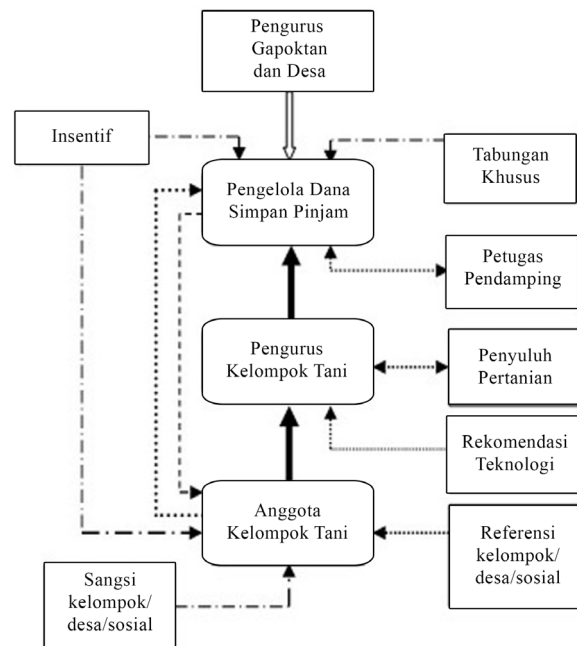 Pengurus
Gapoktan
dan Desa
Insentif
Tabungan
Khusus
Pengelola Dana
Simpan Pinjam
Petugas
Pendamping
Pengurus
Kelompok Tani
Penyuluh
Pertanian
Rekomendasi
Teknologi
Anggota
Kelompok Tani
Referensi
kelompok/
desa/sosial
Sangsi
kelompok/
desa/sosial